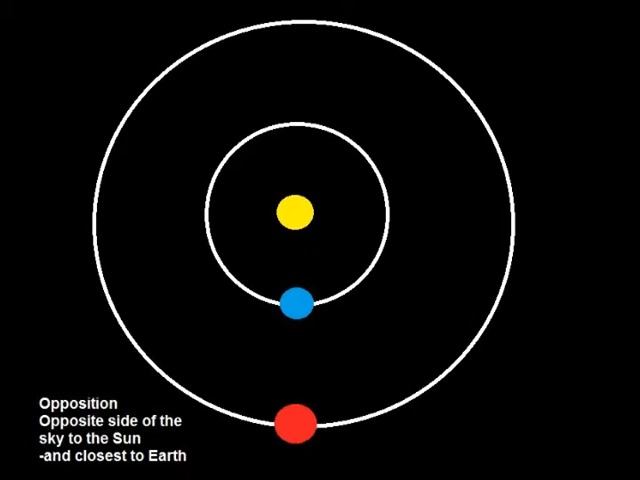 Opposition
Opposite side of the
sky to the Sun
-and closest to Earth